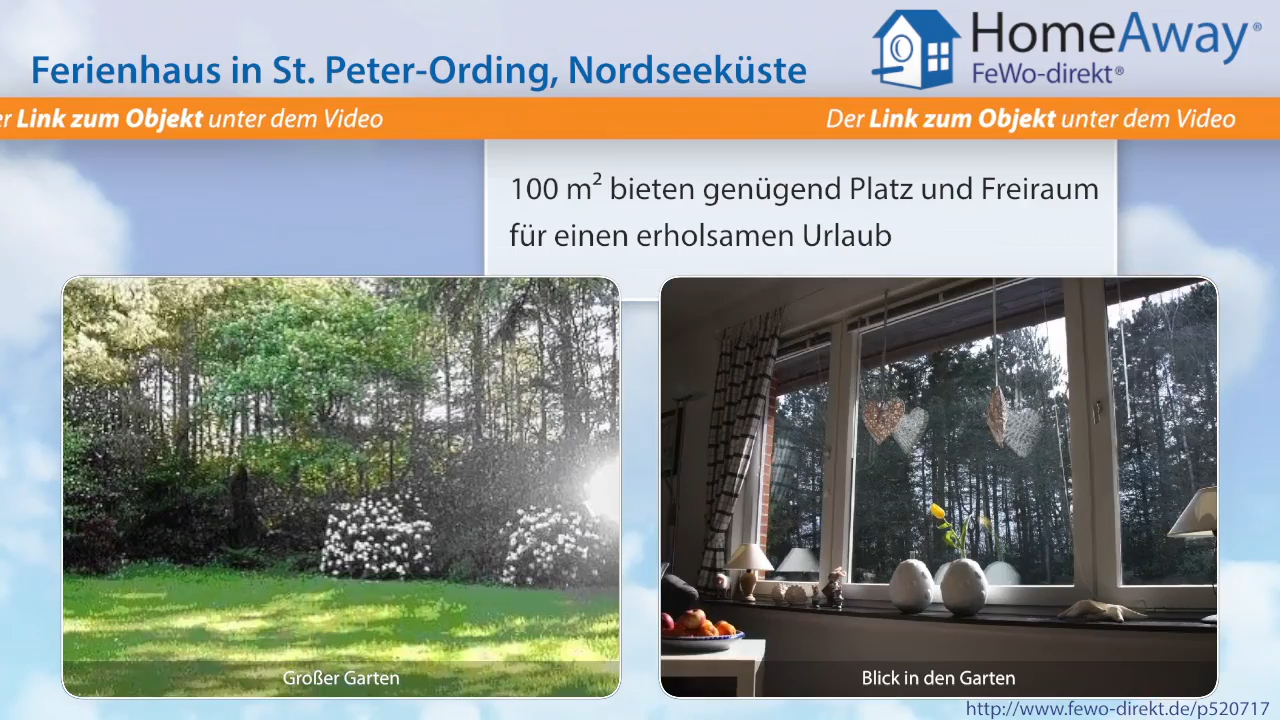 HomeAway®
FeWo-direkt®
Ferienhaus in St. Peter-Ording, Nordseeküste
er Link zum Objekt unter dem Video
Der Link zum Objekt unter dem Video
100 m² bieten genügend Platz und Freiraum
für einen erholsamen Urlaub
Großer Garten
Blick in den Garten
http://www.fewo-direkt.de/p520717